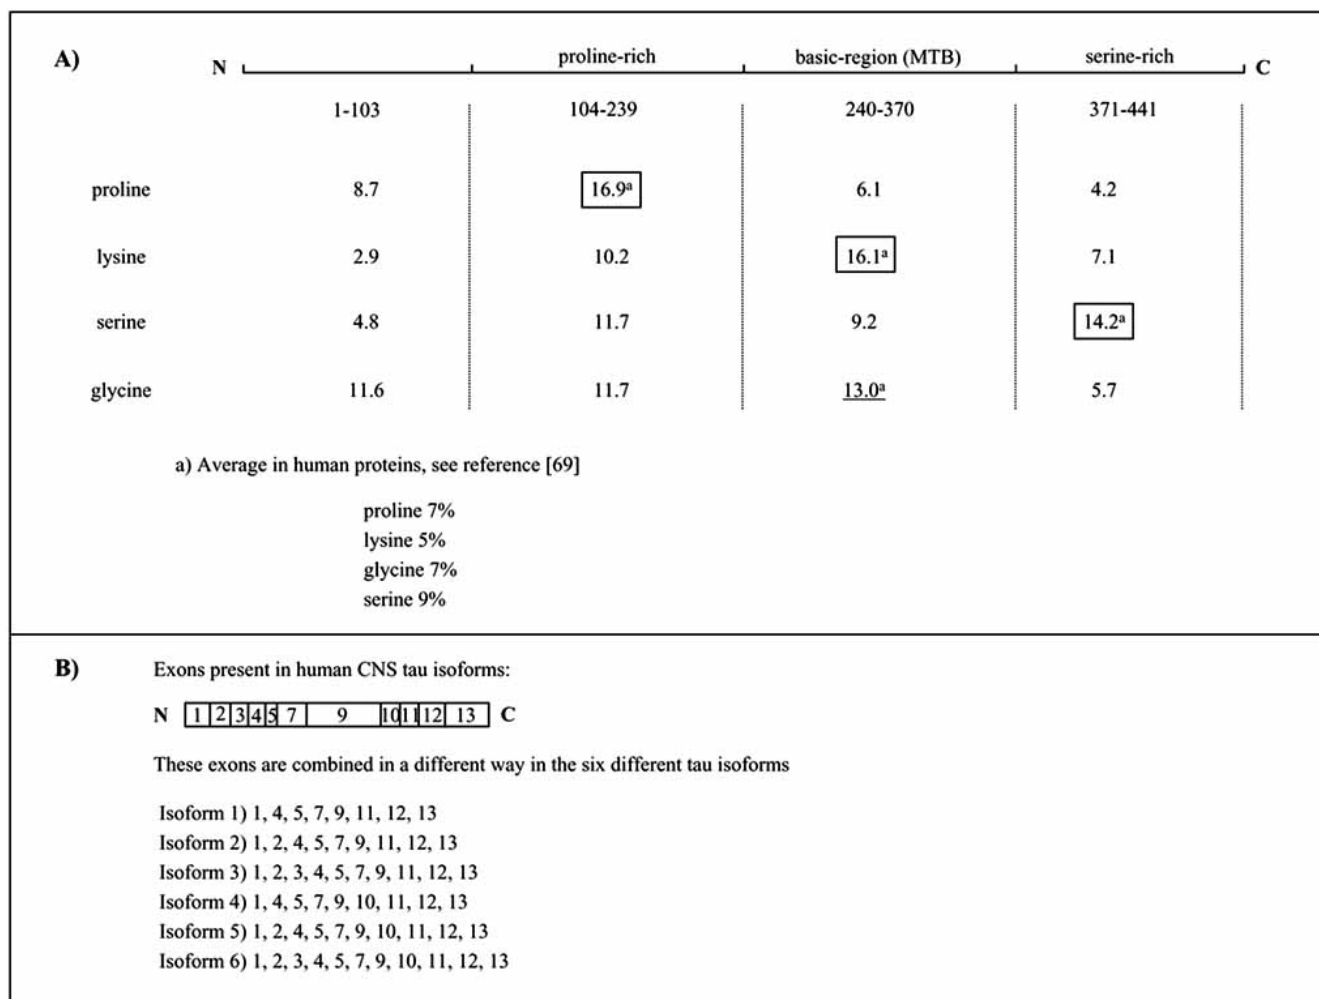 A)
proline-rich basic-region (MTB) serine-rich
N C
1-103 104-239 240-370 371-441
proline 8.7 16.9ª 6.1 4.2
lysine 2.9 10.2 16.1ª 7.1
serine 4.8 11.7 9.2 14.2ª
glycine 11.6 11.7 13.0ª 5.7
a) Average in human proteins, see reference [69]
proline 7%
lysine 5%
glycine 7%
serine 9%
B) Exons present in human CNS tau isoforms:
N 1 2 3 4 5 7 9 10 11 12 13 C
These exons are combined in a different way in the six different tau isoforms
Isoform 1) 1, 4, 5, 7, 9, 11, 12, 13
Isoform 2) 1, 2, 4, 5, 7, 9, 11, 12, 13
Isoform 3) 1, 2, 3, 4, 5, 7, 9, 11, 12, 13
Isoform 4) 1, 4, 5, 7, 9, 10, 11, 12, 13
Isoform 5) 1, 2, 4, 5, 7, 9, 10, 11, 12, 13
Isoform 6) 1, 2, 3, 4, 5, 7, 9, 10, 11, 12, 13